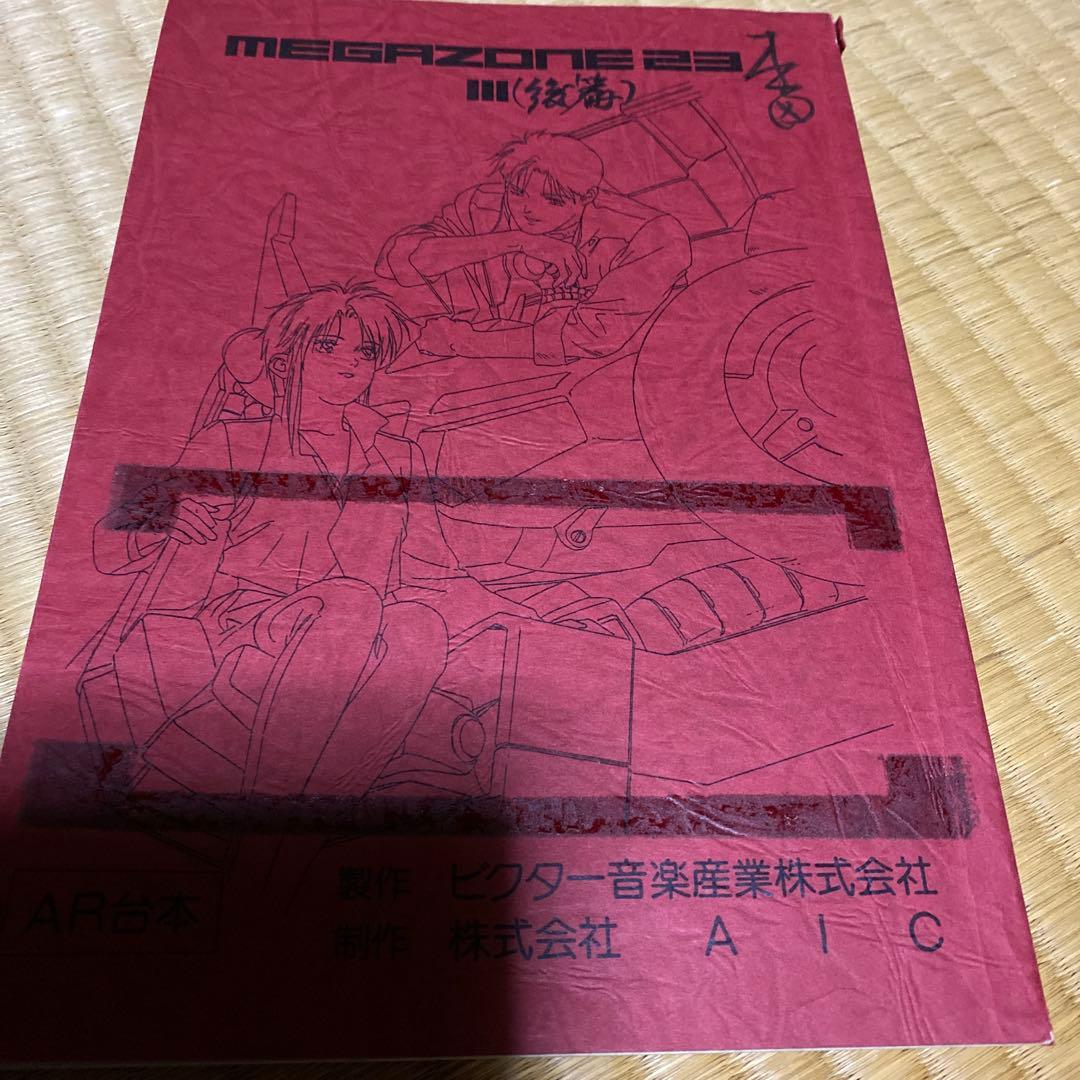 MEGAZONE 23
III(後篇)
AR台本
製作 ビクター音楽産業株式会社
制作 株式会社 AIC